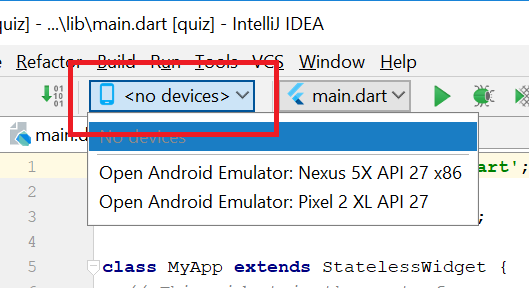 quiz] - ...\lib\main.dart [quiz] - IntelliJ IDEA
Refactor Build Run Tools VCS Window Help
<no devices> main.dart
main.d
No devices
1 art';
Open Android Emulator: Nexus 5X API 27 x86
2
Open Android Emulator: Pixel 2 XL API 27
3 ;
4
5 class MyApp extends StatelessWidget {
6